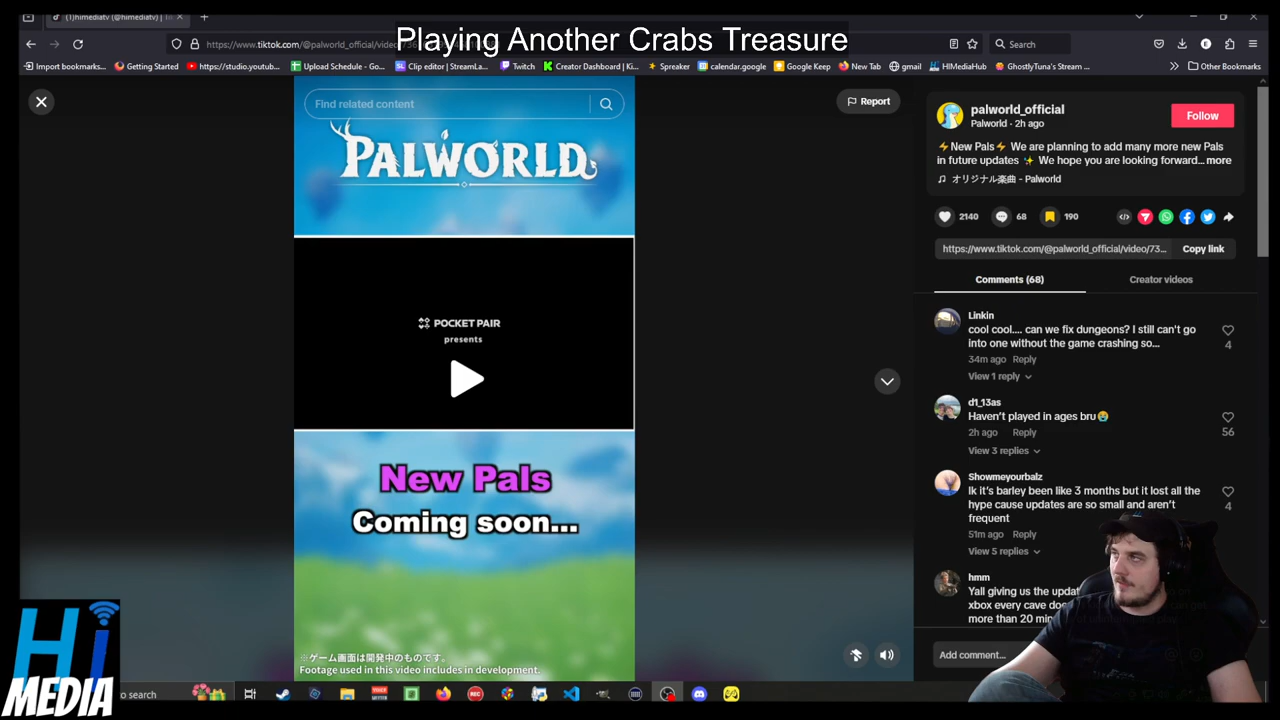 (1)himediatv (@himediatv) |
Playing Another Crabs Treasure
https://www.tiktok.com/@palworld_official/video/73
Search
Import bookmarks...
Getting Started
https://studio.youtub...
Upload Schedule - Go...
Clip editor | StreamLa...
Twitch
Creator Dashboard | Ki...
Spreaker
calendar.google
Google Keep
New Tab
gmail
HIMediaHub
GhostlyTuna's Stream ...
Other Bookmarks
Find related content
Report
PALWORLD
POCKET PAIR
presents
New Pals
Coming soon...
※ゲーム画面は開発中のものです。
Footage used in this video includes in development.
palworld_official
Palworld · 2h ago
Follow
⚡New Pals⚡ We are planning to add many more new Pals
in future updates ✨ We hope you are looking forward... more
♫ オリジナル楽曲 - Palworld
2140
68
190
https://www.tiktok.com/@palworld_official/video/73...
Copy link
Comments (68)
Creator videos
Linkin
cool cool.... can we fix dungeons? I still can't go
into one without the game crashing so...
4
34m ago Reply
View 1 reply
d1_13as
Haven't played in ages bru😭
56
2h ago Reply
View 3 replies
Showmeyourbalz
Ik it's barley been like 3 months but it lost all the
hype cause updates are so small and aren't
frequent
4
51m ago Reply
View 5 replies
hmm
Yall giving us the updat
xbox every cave do
more than 20 min
Add comment...
Hi
MEDIA
o search
REC